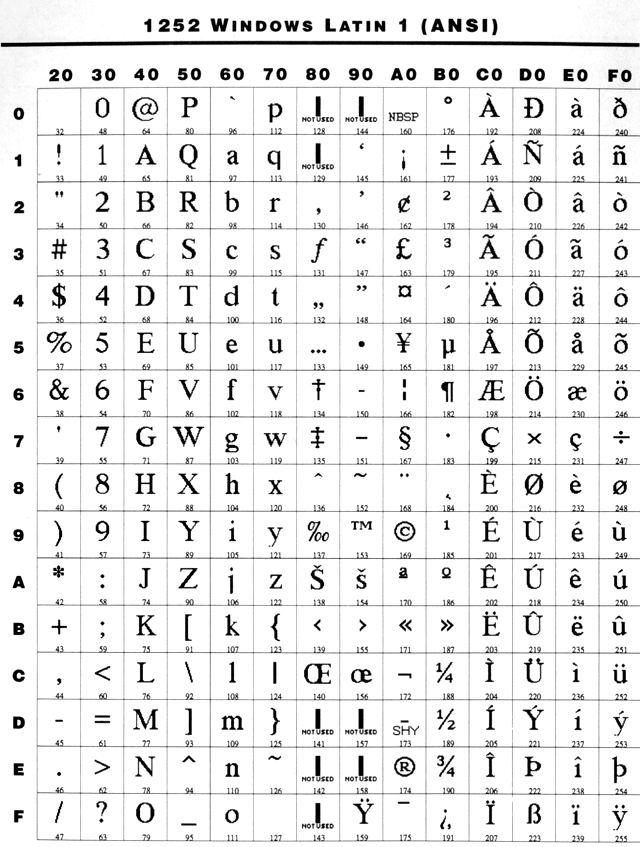 1252 WINDOWS LATIN 1 (ANSI)
20 30 40 50 60 70 80 90 A0 B0 C0 D0 E0 F0
0 0 @ P ` p NOT USED NOT USED NBSP ° À Ð à ð
32 48 64 80 96 112 128 144 160 176 192 208 224 240
1 ! 1 A Q a q NOT USED ‘ ¡ ± Á Ñ á ñ
33 49 65 81 97 113 129 145 161 177 193 209 225 241
2 " 2 B R b r ‚ ’ ¢ ² Â Ò â ò
34 50 66 82 98 114 130 146 162 178 194 210 226 242
3 # 3 C S c s ƒ “ £ ³ Ã Ó ã ó
35 51 67 83 99 115 131 147 163 179 195 211 227 243
4 $ 4 D T d t „ ” ¤ ´ Ä Ô ä ô
36 52 68 84 100 116 132 148 164 180 196 212 228 244
5 % 5 E U e u … • ¥ µ Å Õ å õ
37 53 69 85 101 117 133 149 165 181 197 213 229 245
6 & 6 F V f v † – ¦ ¶ Æ Ö æ ö
38 54 70 86 102 118 134 150 166 182 198 214 230 246
7 ' 7 G W g w ‡ — § · Ç × ç ÷
39 55 71 87 103 119 135 151 167 183 199 215 231 247
8 ( 8 H X h x ˆ ˜ ¨ ¸ È Ø è ø
40 56 72 88 104 120 136 152 168 184 200 216 232 248
9 ) 9 I Y i y ‰ ™ © ¹ É Ù é ù
41 57 73 89 105 121 137 153 169 185 201 217 233 249
A * : J Z j z Š š ª º Ê Ú ê ú
42 58 74 90 106 122 138 154 170 186 202 218 234 250
B + ; K [ k { ‹ › « » Ë Û ë û
43 59 75 91 107 123 139 155 171 187 203 219 235 251
C , < L \ l | Œ œ ¬ ¼ Ì Ü ì ü
44 60 76 92 108 124 140 156 172 188 204 220 236 252
D - = M ] m } NOT USED NOT USED SHY ½ Í Ý í ý
45 61 77 93 109 125 141 157 173 189 205 221 237 253
E . > N ^ n ~ NOT USED NOT USED ® ¾ Î Þ î þ
46 62 78 94 110 126 142 158 174 190 206 222 238 254
F / ? O _ o NOT USED Ÿ ¯ ¿ Ï ß ï ÿ
47 63 79 95 111 127 143 159 175 191 207 223 239 255